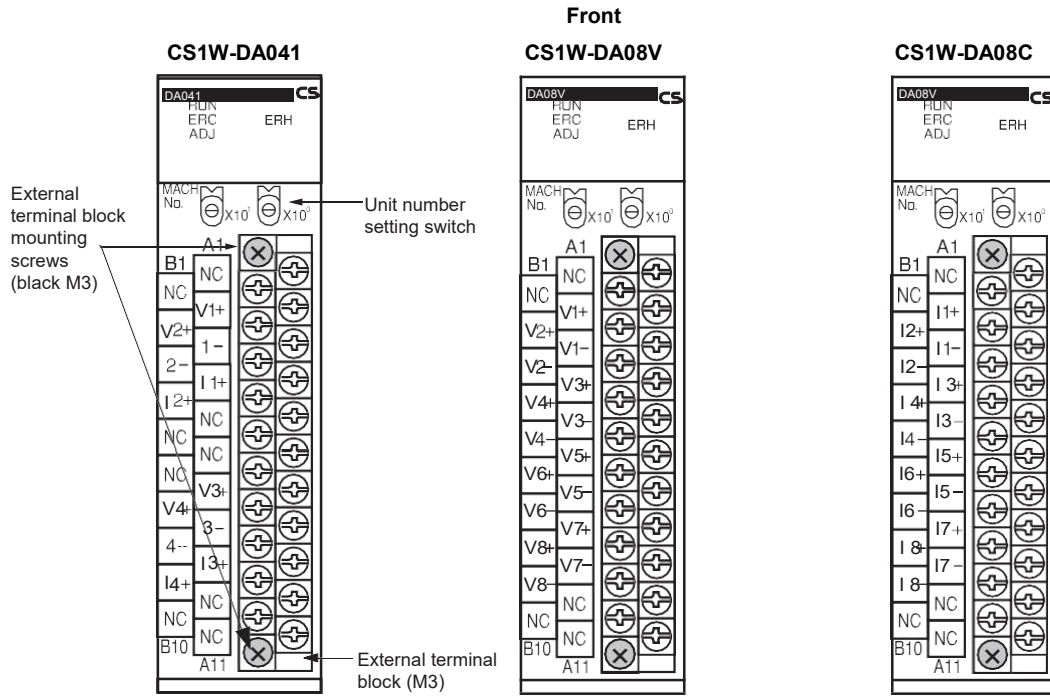 Front
CS1W-DA041
CS1W-DA08V
CS1W-DA08C
DA041
CS
RUN
ERC
ADJ
ERH
MACH
No.
X10¹
X10⁰
A1
B1
NC
V1+
1-
I 1+
NC
NC
V3+
3-
I3+
NC
NC
A11
NC
V2+
2-
I 2+
NC
NC
V4+
4--
I4+
NC
B10
External
terminal block
mounting
screws
(black M3)
Unit number
setting switch
External terminal
block (M3)
DA08V
CS
RUN
ERC
ADJ
ERH
MACH
No.
X10¹
X10⁰
A1
B1
NC
V1+
V1-
V3+
V3-
V5+
V5-
V7+
V7-
NC
NC
A11
NC
V2+
V2-
V4+
V4-
V6+
V6-
V8+
V8-
NC
B10
DA08V
CS
RUN
ERC
ADJ
ERH
MACH
No.
X10¹
X10⁰
A1
B1
NC
I1+
I1-
I 3+
I3-
I5+
I5-
I7+
I7-
NC
NC
A11
NC
I2+
I2-
I 4+
I4-
I6+
I6-
I 8+
I 8-
NC
B10